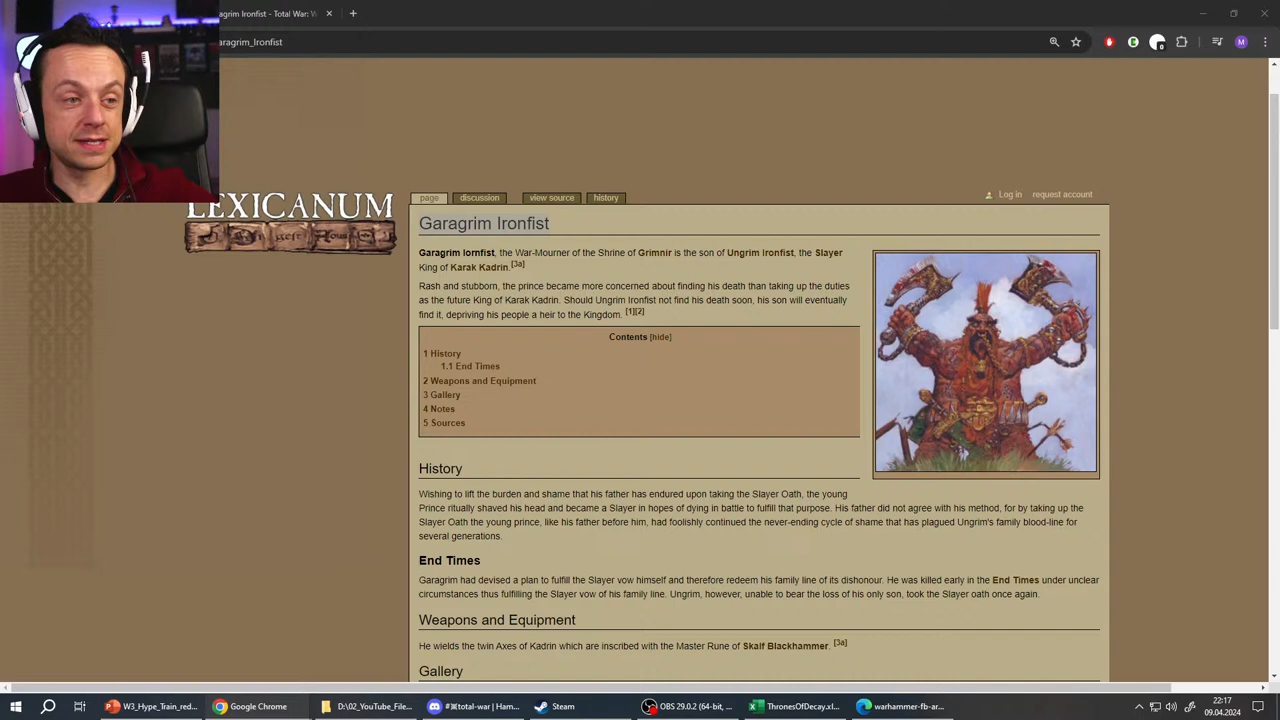 aragrim Ironfist - Total War: W
aragrim_Ironfist
M
LEXICANUM
page
discussion
view source
history
Log in
request account
Garagrim Ironfist
Garagrim Iornfist, the War-Mourner of the Shrine of Grimnir is the son of Ungrim Ironfist, the Slayer
King of Karak Kadrin.[3a]
Rash and stubborn, the prince became more concerned about finding his death than taking up the duties
as the future King of Karak Kadrin. Should Ungrim Ironfist not find his death soon, his son will eventually
find it, depriving his people a heir to the Kingdom. [1][2]
Contents [hide]
1 History
1.1 End Times
2 Weapons and Equipment
3 Gallery
4 Notes
5 Sources
History
Wishing to lift the burden and shame that his father has endured upon taking the Slayer Oath, the young
Prince ritually shaved his head and became a Slayer in hopes of dying in battle to fulfill that purpose. His father did not agree with his method, for by taking up the
Slayer Oath the young prince, like his father before him, had foolishly continued the never-ending cycle of shame that has plagued Ungrim's family blood-line for
several generations.
End Times
Garagrim had devised a plan to fulfill the Slayer vow himself and therefore redeem his family line of its dishonour. He was killed early in the End Times under unclear
circumstances thus fulfilling the Slayer vow of his family line. Ungrim, however, unable to bear the loss of his only son, took the Slayer oath once again.
Weapons and Equipment
He wields the twin Axes of Kadrin which are inscribed with the Master Rune of Skalf Blackhammer. [3a]
Gallery
W3_Hype_Train_red...
Google Chrome
D:\02_YouTube_File...
total-war | Ham...
Steam
OBS 29.0.2 (64-bit, ...
ThronesOfDecay.xl...
warhammer-fb-ar...
22:17
09.04.2024